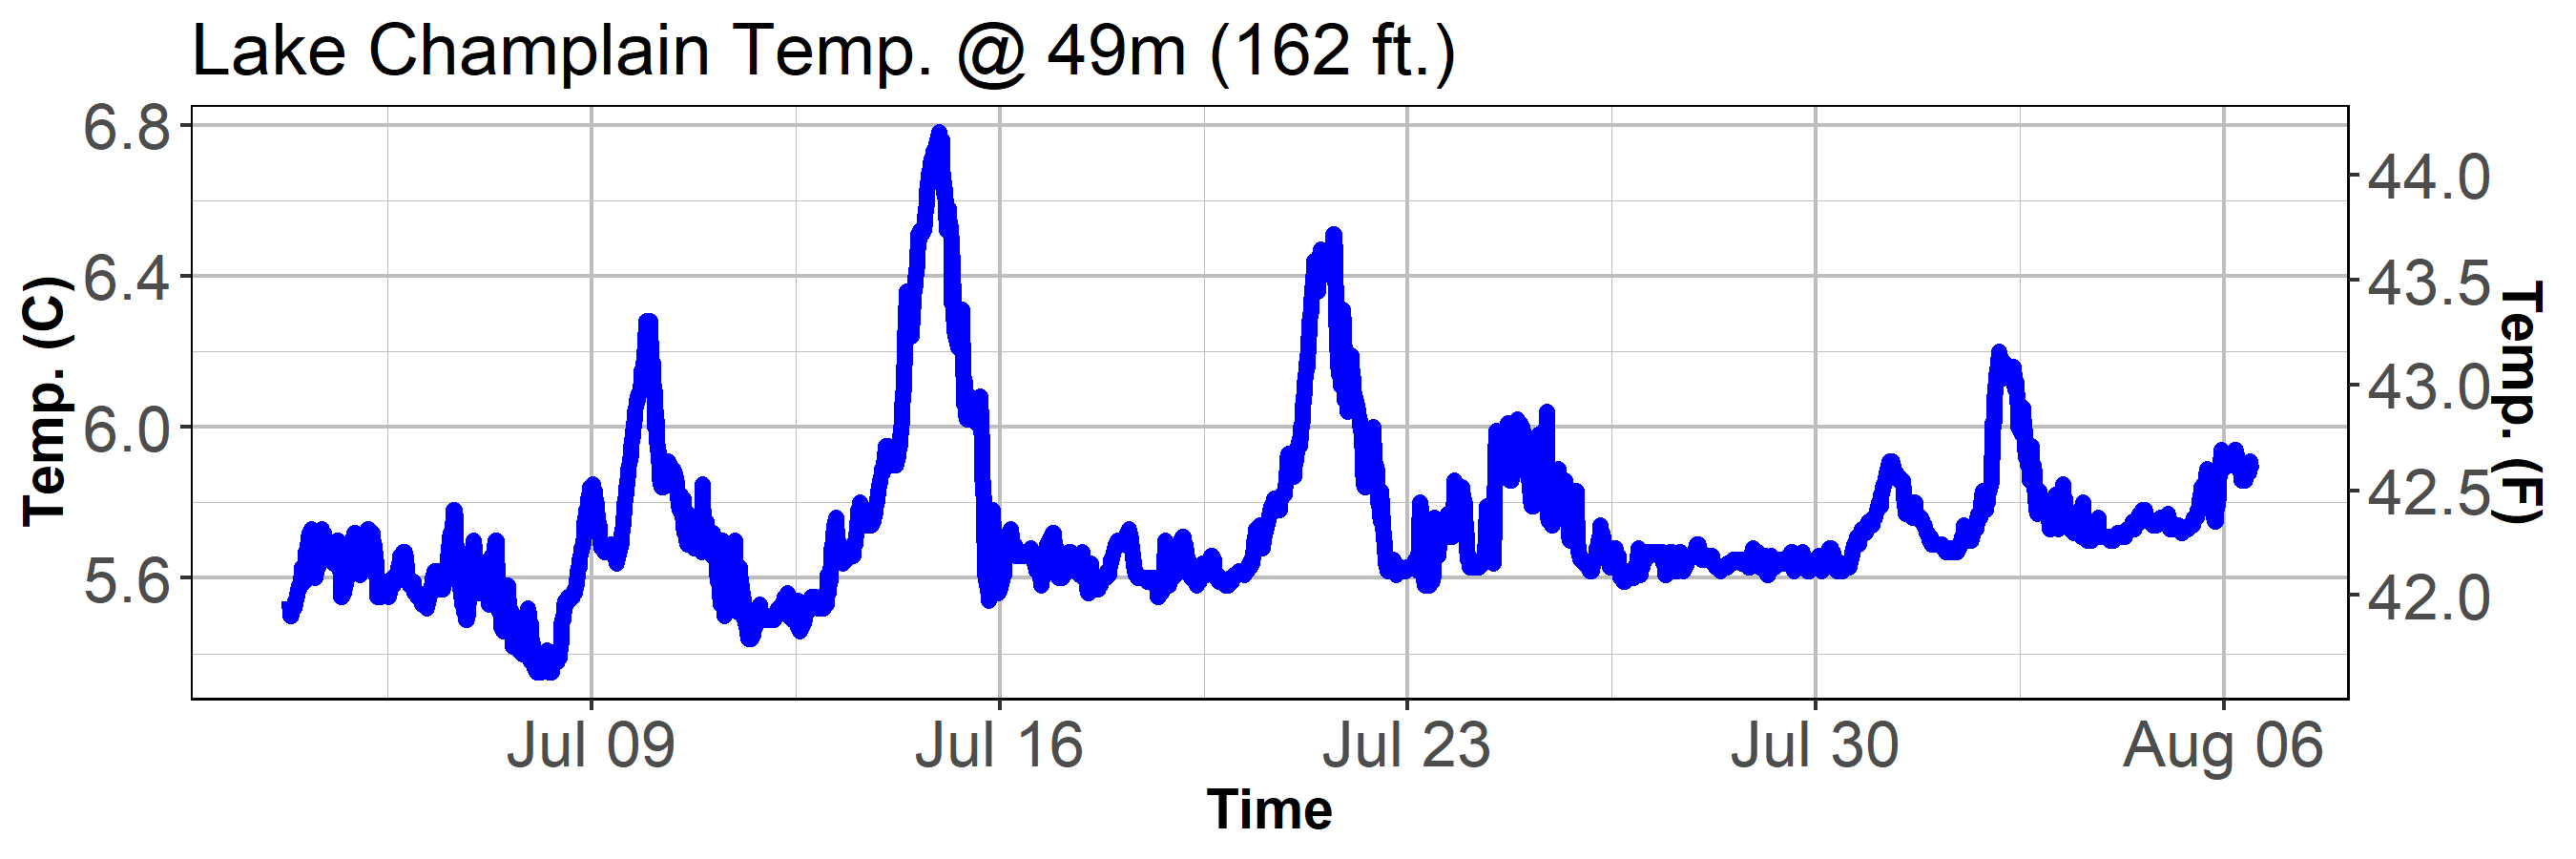 Lake Champlain Temp. @ 49m (162 ft.)
6.8
6.4
6.0
5.6
Temp. (C)
44.0
43.5
43.0
42.5
42.0
Temp. (F)
Jul 09 Jul 16 Jul 23 Jul 30 Aug 06
Time